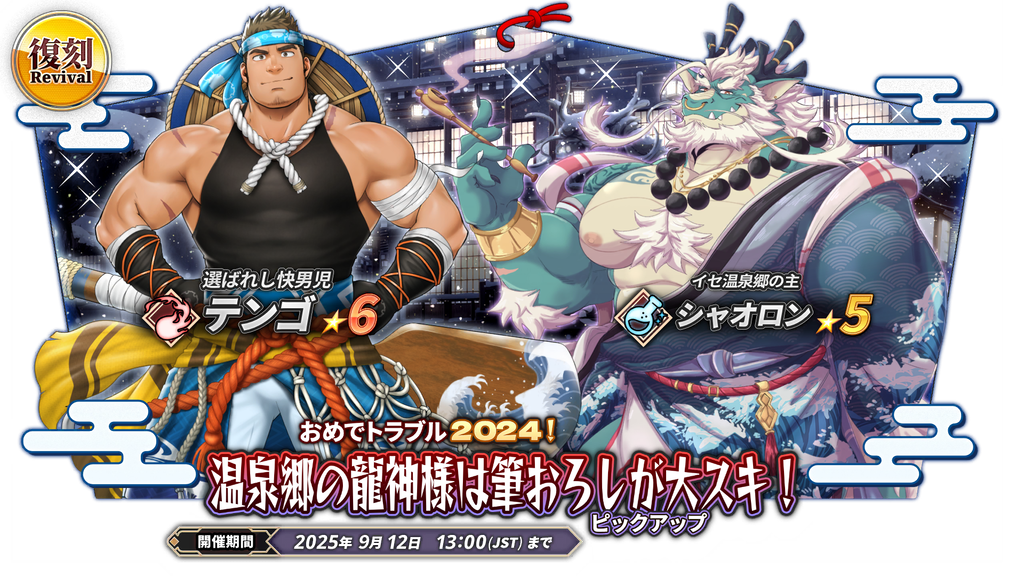 復刻
Revival
選ばれし快男児
テンゴ ★6
イセ温泉郷の主
シャオロン ★5
おめでトラブル2024！
温泉郷の龍神様は筆おろしが大スキ！
ピックアップ
開催期間 2025年 9月 12日 13:00(JST) まで